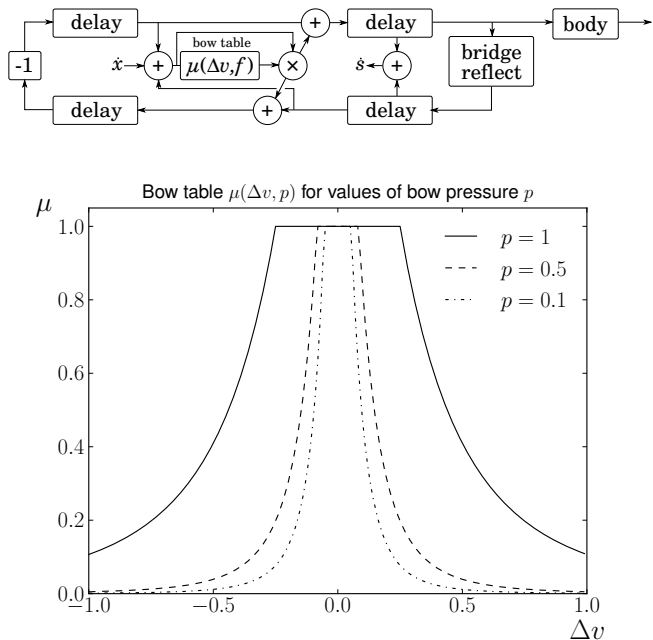 delay + delay body
bow table
-1 ẋ + μ(Δv,f) × ṡ + bridge
reflect
delay + delay
Bow table μ(Δv, p) for values of bow pressure p
μ
1.0
p = 1
p = 0.5
p = 0.1
0.8
0.6
0.4
0.2
0.0
−1.0 −0.5 0.0 0.5 1.0
Δv